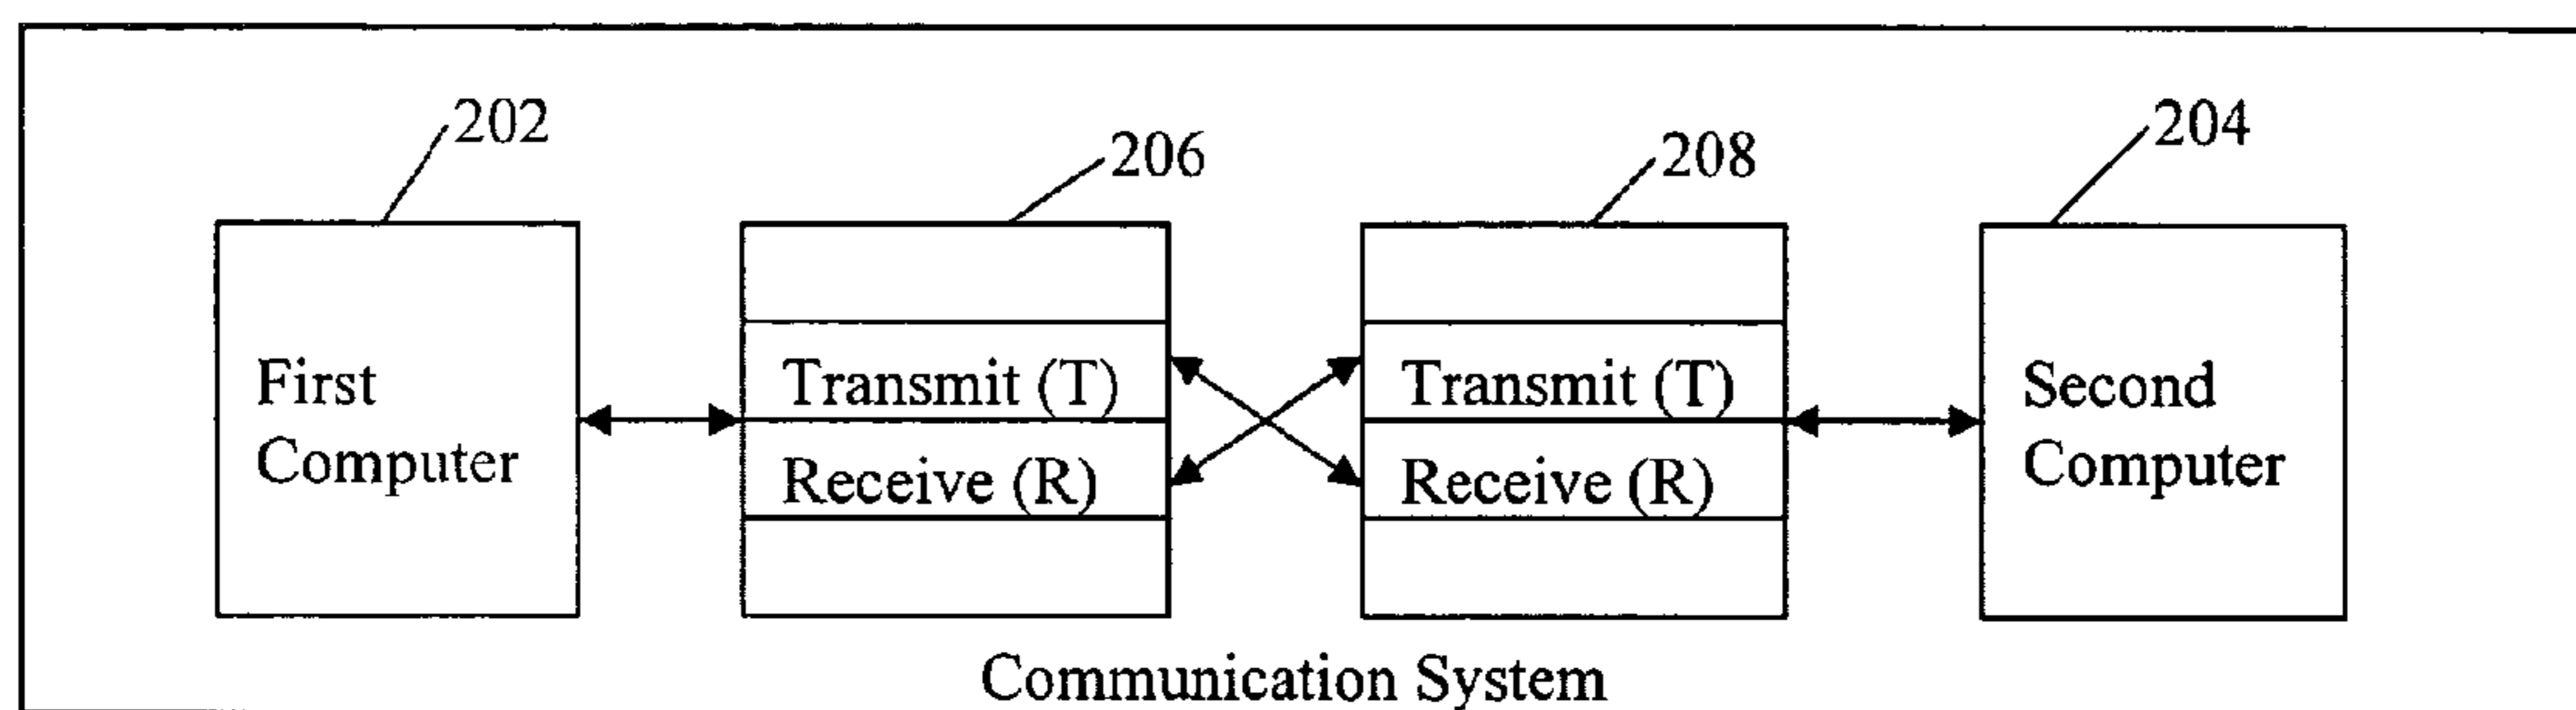 202
206
208
204
First
Computer
Transmit (T)
Receive (R)
Transmit (T)
Receive (R)
Second
Computer
Communication System